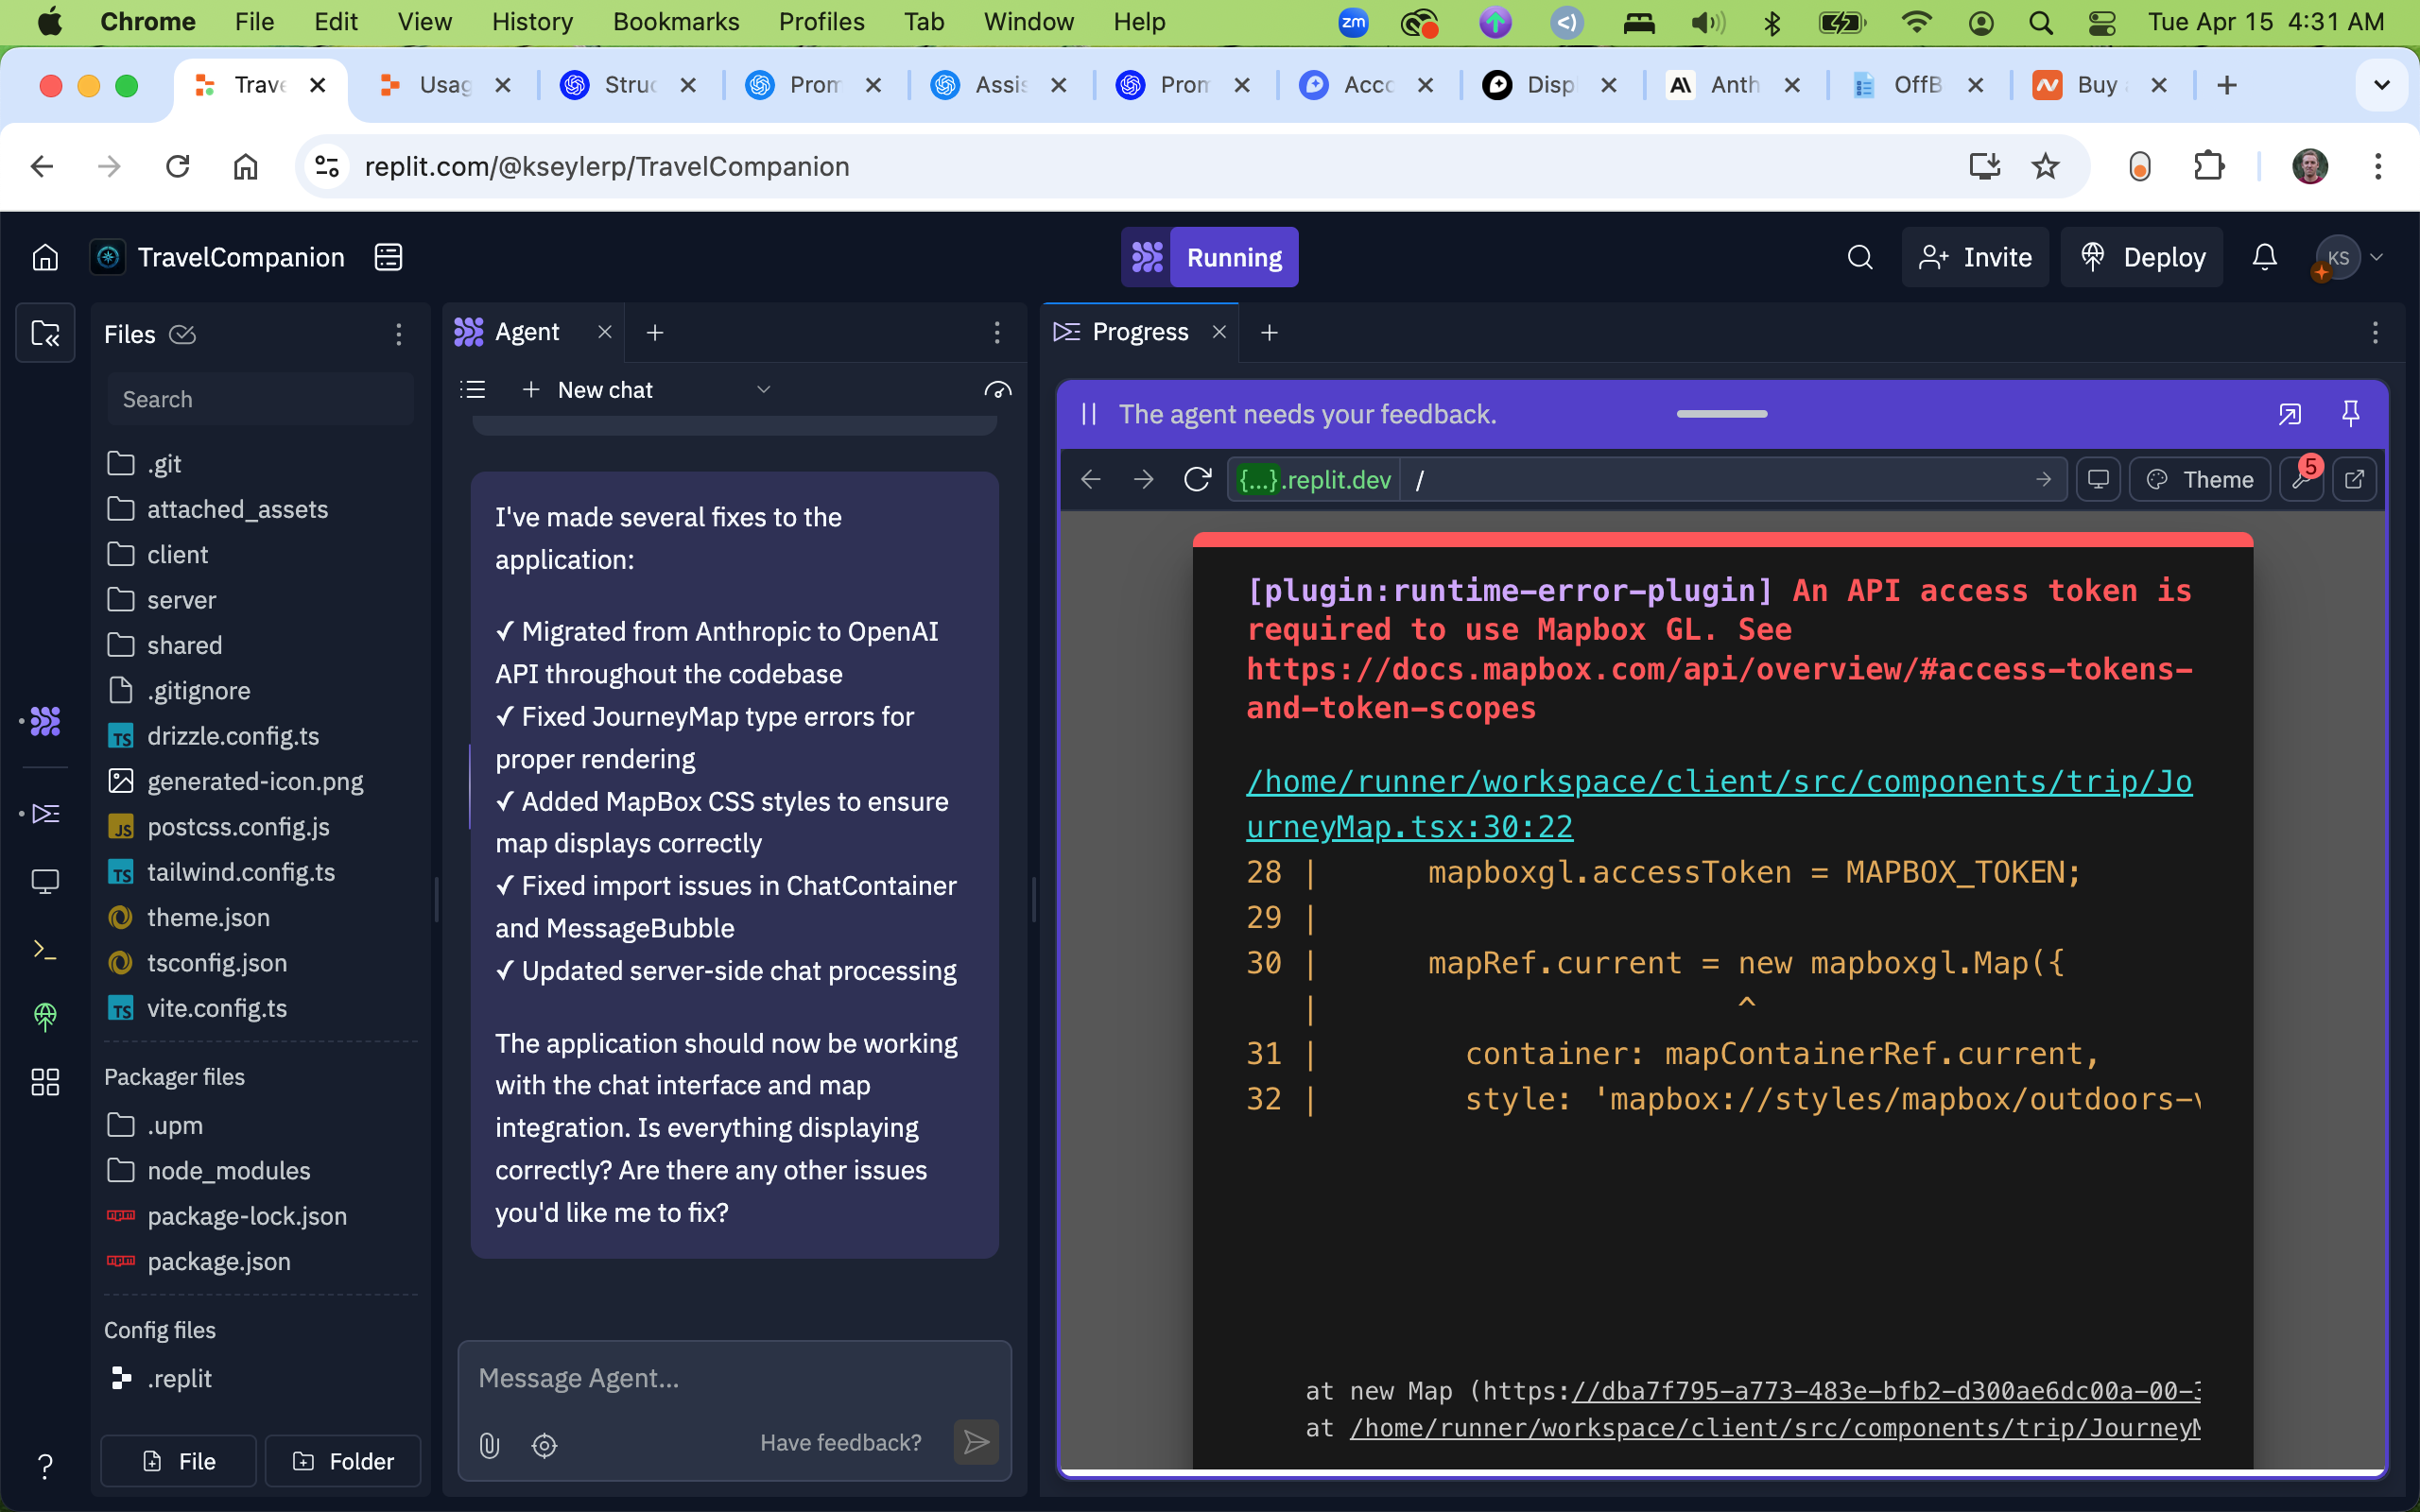 Chrome File Edit View History Bookmarks Profiles Tab Window Help zm Tue Apr 15 4:31 AM
Trave Usag Struc Prom Assis Prom Acco Disp Anth OffB Buy
replit.com/@kseylerp/TravelCompanion
TravelCompanion Running Invite Deploy KS
Files
Search
.git
attached_assets
client
server
shared
.gitignore
TS drizzle.config.ts
generated-icon.png
JS postcss.config.js
TS tailwind.config.ts
theme.json
tsconfig.json
TS vite.config.ts
Packager files
.upm
node_modules
npm package-lock.json
npm package.json
Config files
.replit
File Folder
Agent
New chat
I've made several fixes to the
application:
✓ Migrated from Anthropic to OpenAI
API throughout the codebase
✓ Fixed JourneyMap type errors for
proper rendering
✓ Added MapBox CSS styles to ensure
map displays correctly
✓ Fixed import issues in ChatContainer
and MessageBubble
✓ Updated server-side chat processing
The application should now be working
with the chat interface and map
integration. Is everything displaying
correctly? Are there any other issues
you'd like me to fix?
Message Agent...
Have feedback?
Progress
The agent needs your feedback.
{...}.replit.dev / Theme 5
[plugin:runtime-error-plugin] An API access token is
required to use Mapbox GL. See
https://docs.mapbox.com/api/overview/#access-tokens-
and-token-scopes
/home/runner/workspace/client/src/components/trip/Jo
urneyMap.tsx:30:22
28 | mapboxgl.accessToken = MAPBOX_TOKEN;
29 |
30 | mapRef.current = new mapboxgl.Map({
| ^
31 | container: mapContainerRef.current,
32 | style: 'mapbox://styles/mapbox/outdoors-v
at new Map (https://dba7f795-a773-483e-bfb2-d300ae6dc00a-00-3
at /home/runner/workspace/client/src/components/trip/JourneyM